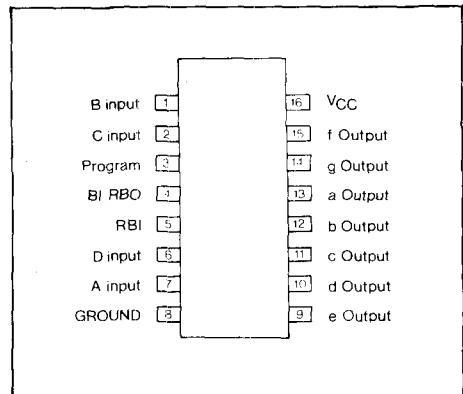 B input 1 16 VCC
C input 2 15 f Output
Program 3 14 g Output
BI RBO 4 13 a Output
RBI 5 12 b Output
D input 6 11 c Output
A input 7 10 d Output
GROUND 8 9 e Output